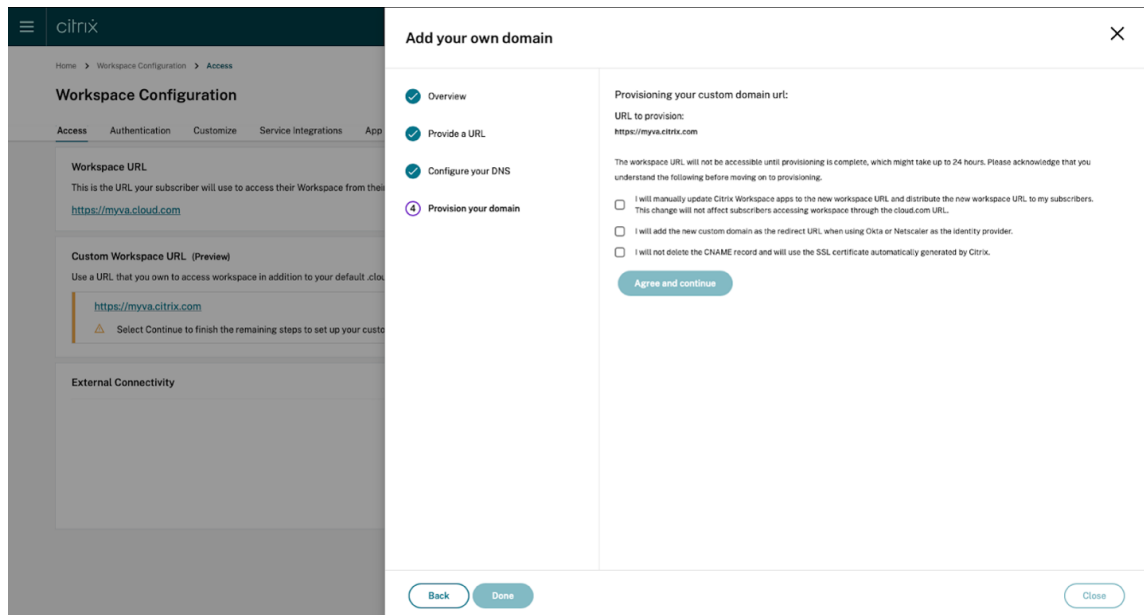 citrix
Home > Workspace Configuration > Access
Workspace Configuration
Access Authentication Customize Service Integrations App
Workspace URL
This is the URL your subscriber will use to access their Workspace from thei
https://myva.cloud.com
Custom Workspace URL (Preview)
Use a URL that you own to access workspace in addition to your default .clou
https://myva.citrix.com
Select Continue to finish the remaining steps to set up your custo
External Connectivity
Add your own domain
Overview
Provide a URL
Configure your DNS
4 Provision your domain
Provisioning your custom domain url:
URL to provision:
https://myva.citrix.com
The workspace URL will not be accessible until provisioning is complete, which might take up to 24 hours. Please acknowledge that you
understand the following before moving on to provisioning.
I will manually update Citrix Workspace apps to the new workspace URL and distribute the new workspace URL to my subscribers.
This change will not affect subscribers accessing workspace through the cloud.com URL.
I will add the new custom domain as the redirect URL when using Okta or Netscaler as the identity provider.
I will not delete the CNAME record and will use the SSL certificate automatically generated by Citrix.
Agree and continue
Back Done Close